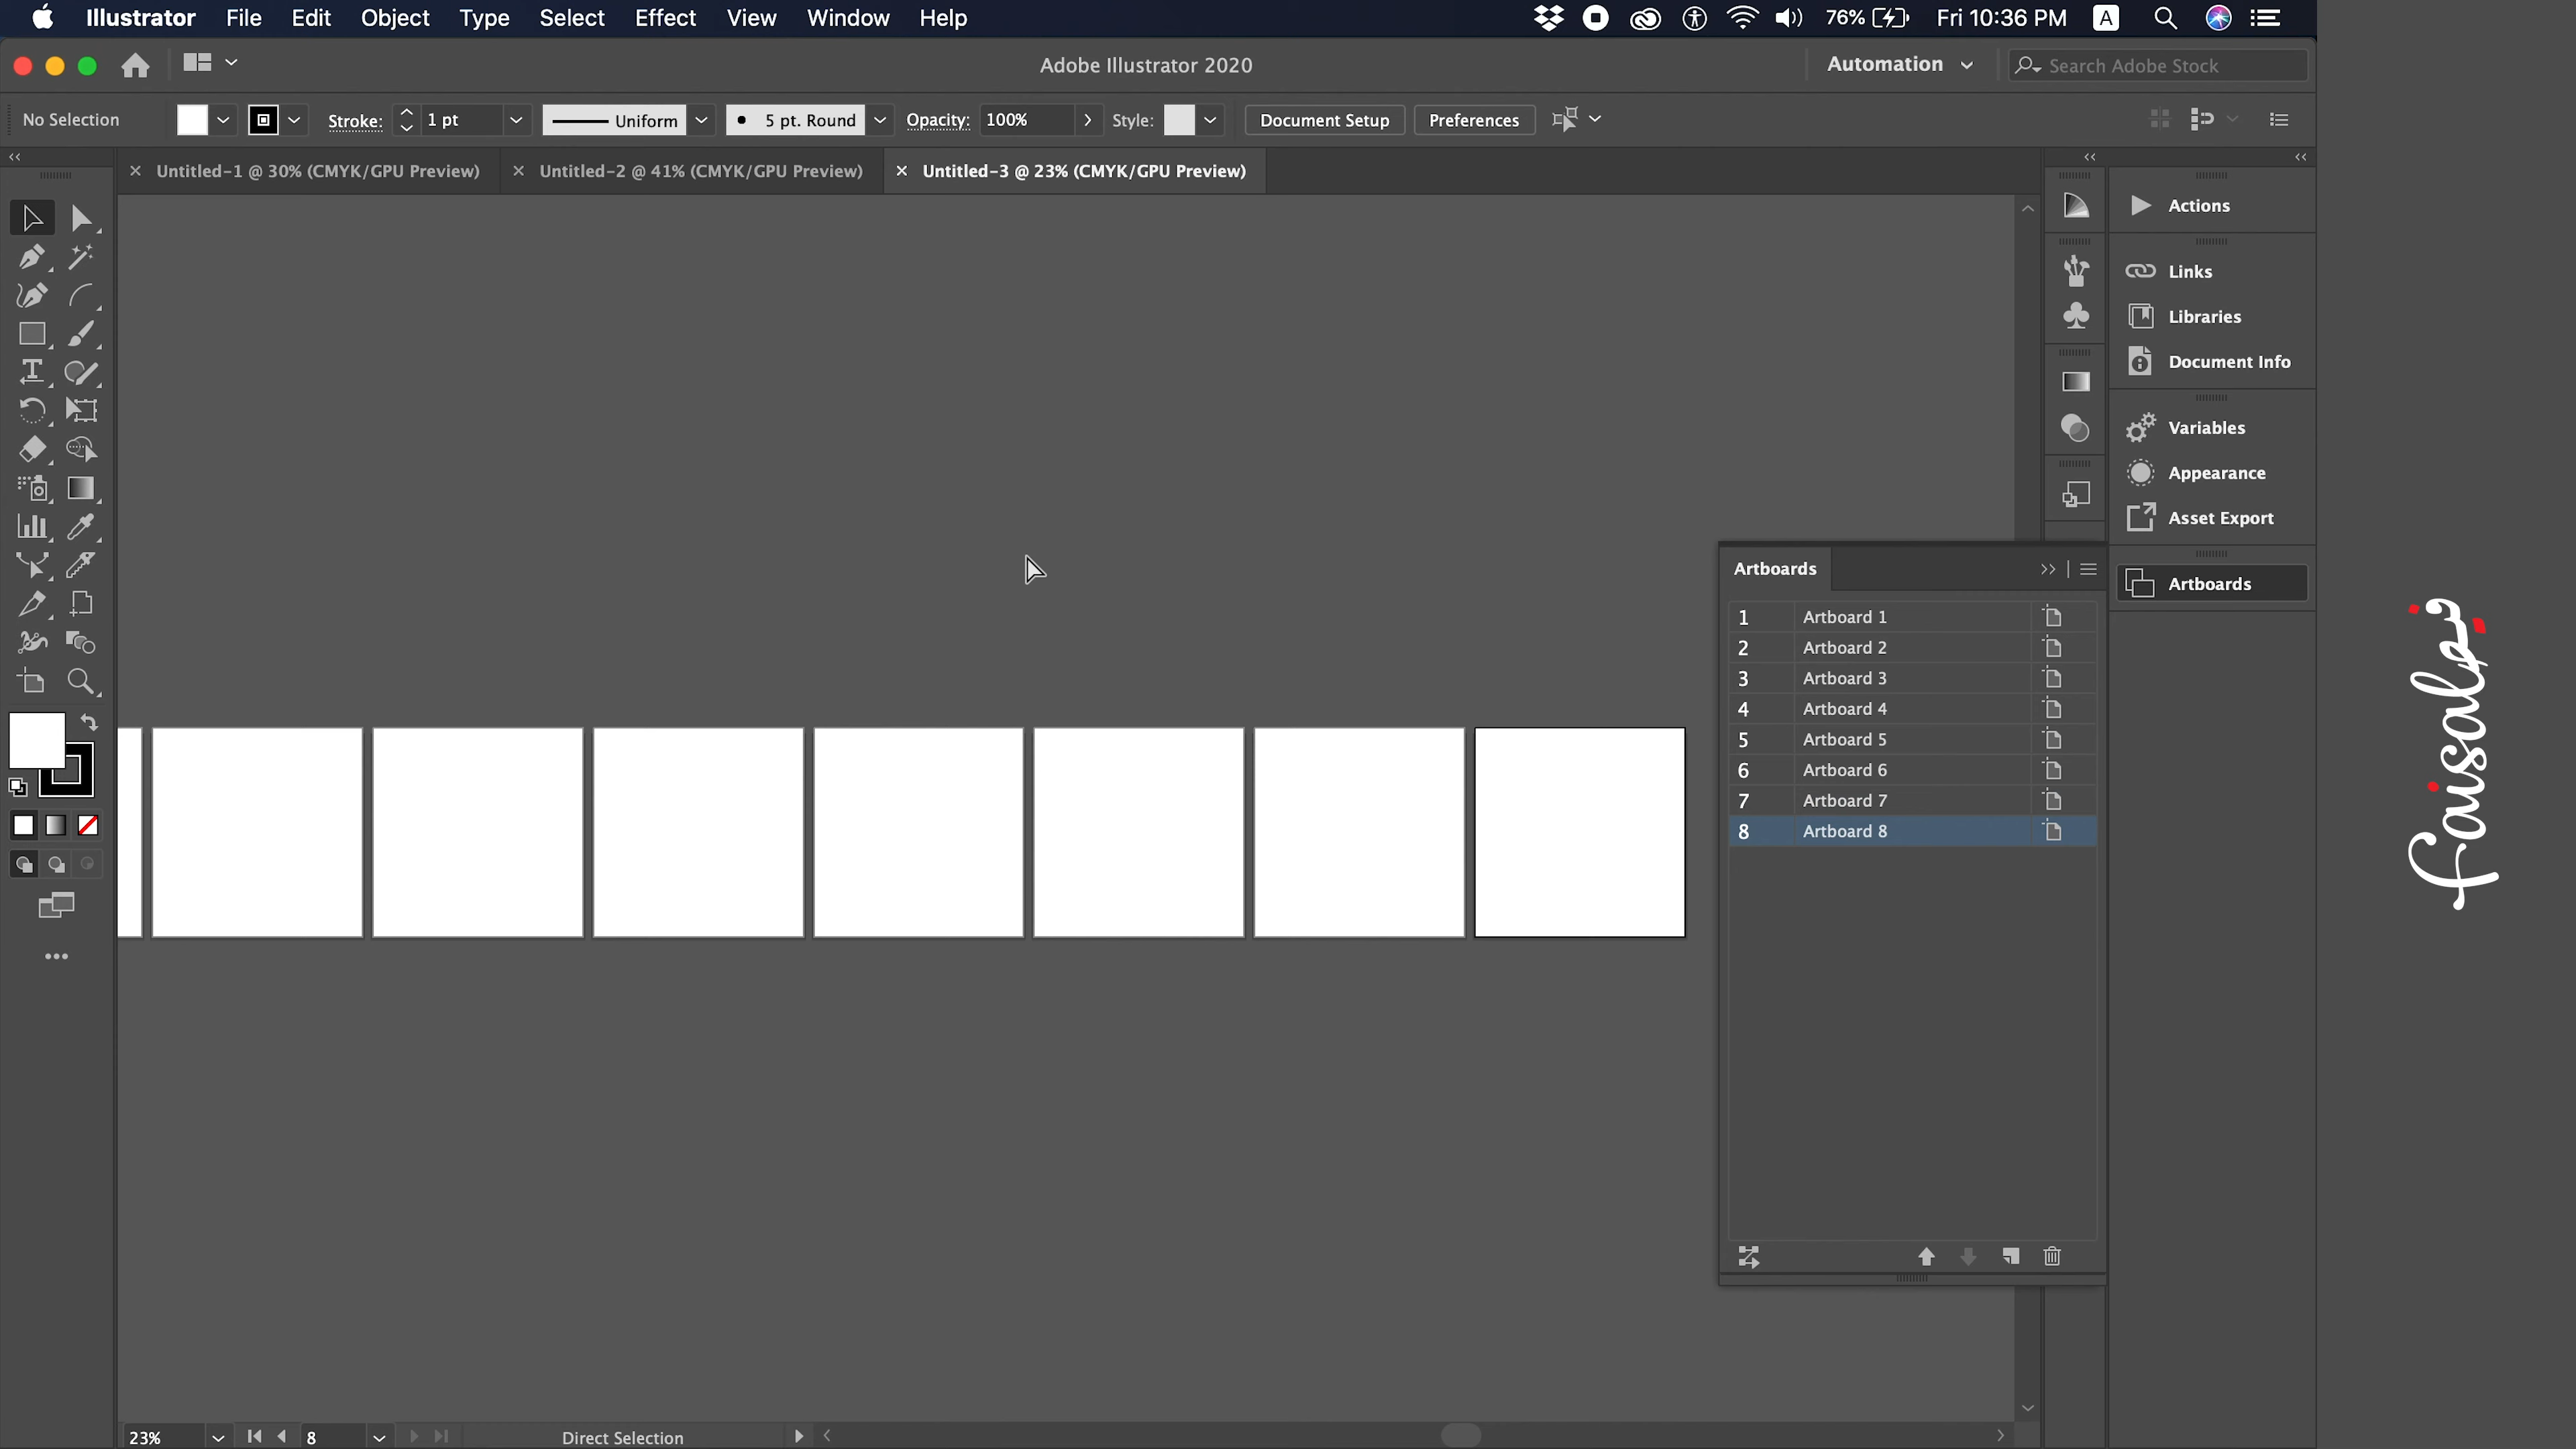 Illustrator File Edit Object Type Select Effect View Window Help 76% Fri 10:36 PM A
Adobe Illustrator 2020 Automation Search Adobe Stock
No Selection Stroke: 1 pt Uniform 5 pt. Round Opacity: 100% Style: Document Setup Preferences
Untitled-1 @ 30% (CMYK/GPU Preview) Untitled-2 @ 41% (CMYK/GPU Preview) Untitled-3 @ 23% (CMYK/GPU Preview)
Actions
Links
Libraries
Document Info
Variables
Appearance
Asset Export
Artboards
Artboards
1 Artboard 1
2 Artboard 2
3 Artboard 3
4 Artboard 4
5 Artboard 5
6 Artboard 6
7 Artboard 7
8 Artboard 8
23% 8 Direct Selection